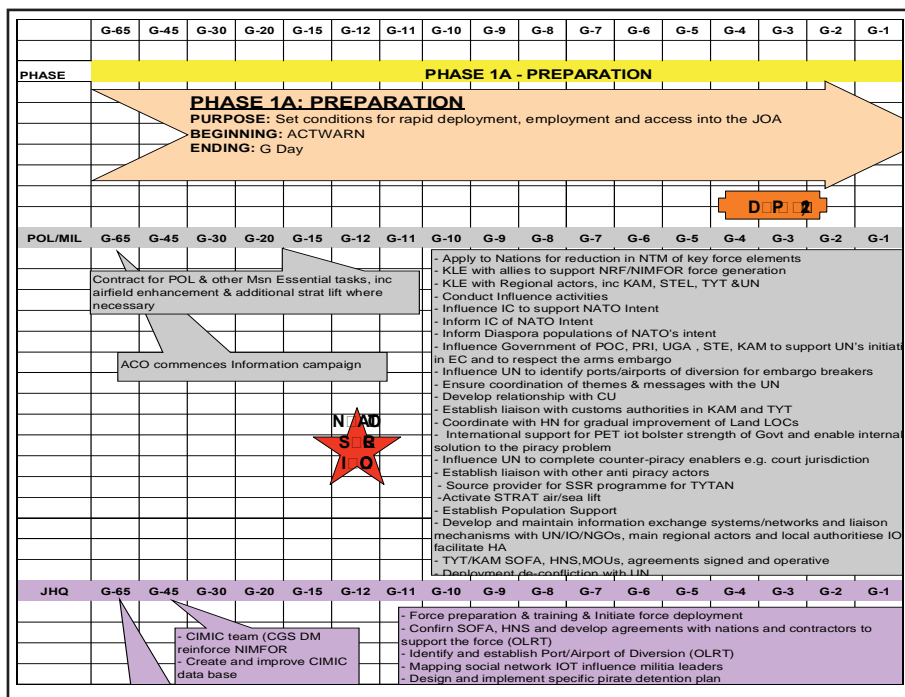 G-65 G-45 G-30 G-20 G-15 G-12 G-11 G-10 G-9 G-8 G-7 G-6 G-5 G-4 G-3 G-2 G-1
PHASE PHASE 1A - PREPARATION
PHASE 1A: PREPARATION
PURPOSE: Set conditions for rapid deployment, employment and access into the JOA
BEGINNING: ACTWARN
ENDING: G Day
POL/MIL G-65 G-45 G-30 G-20 G-15 G-12 G-11 G-10 G-9 G-8 G-7 G-6 G-5 G-4 G-3 G-2 G-1
Contract for POL & other Msn Essential tasks, inc
airfield enhancement & additional strat lift where
necessary
ACO commences Information campaign
- Apply to Nations for reduction in NTM of key force elements
- KLE with allies to support NRF/NIMFOR force generation
- KLE with Regional actors, inc KAM, STEL, TYT &UN
- Conduct Influence activities
- Influence IC to support NATO Intent
- Inform IC of NATO Intent
- Inform Diaspora populations of NATO's intent
- Influence Government of POC, PRI, UGA , STE, KAM to support UN's initiati
in EC and to respect the arms embargo
- Influence UN to identify ports/airports of diversion for embargo breakers
- Ensure coordination of themes & messages with the UN
- Develop relationship with CU
- Establish liaison with customs authorities in KAM and TYT
- Coordinate with HN for gradual improvement of Land LOCs
- International support for PET iot bolster strength of Govt and enable internal
solution to the piracy problem
- Influence UN to complete counter-piracy enablers e.g. court jurisdiction
- Establish liaison with other anti piracy actors
- Source provider for SSR programme for TYTAN
-Activate STRAT air/sea lift
- Establish Population Support
- Develop and maintain information exchange systems/networks and liaison
mechanisms with UN/IO/NGOs, main regional actors and local authoritiese IO
facilitate HA
- TYT/KAM SOFA, HNS,MOUs, agreements signed and operative
- Deployment de-confliction with UN
JHQ G-65 G-45 G-30 G-20 G-15 G-12 G-11 G-10 G-9 G-8 G-7 G-6 G-5 G-4 G-3 G-2 G-1
- CIMIC team (CGS DM
reinforce NIMFOR
- Create and improve CIMIC
data base
- Force preparation & training & Initiate force deployment
- Confirm SOFA, HNS and develop agreements with nations and contractors to
support the force (OLRT)
- Identify and establish Port/Airport of Diversion (OLRT)
- Mapping social network IOT influence militia leaders
- Design and implement specific pirate detention plan